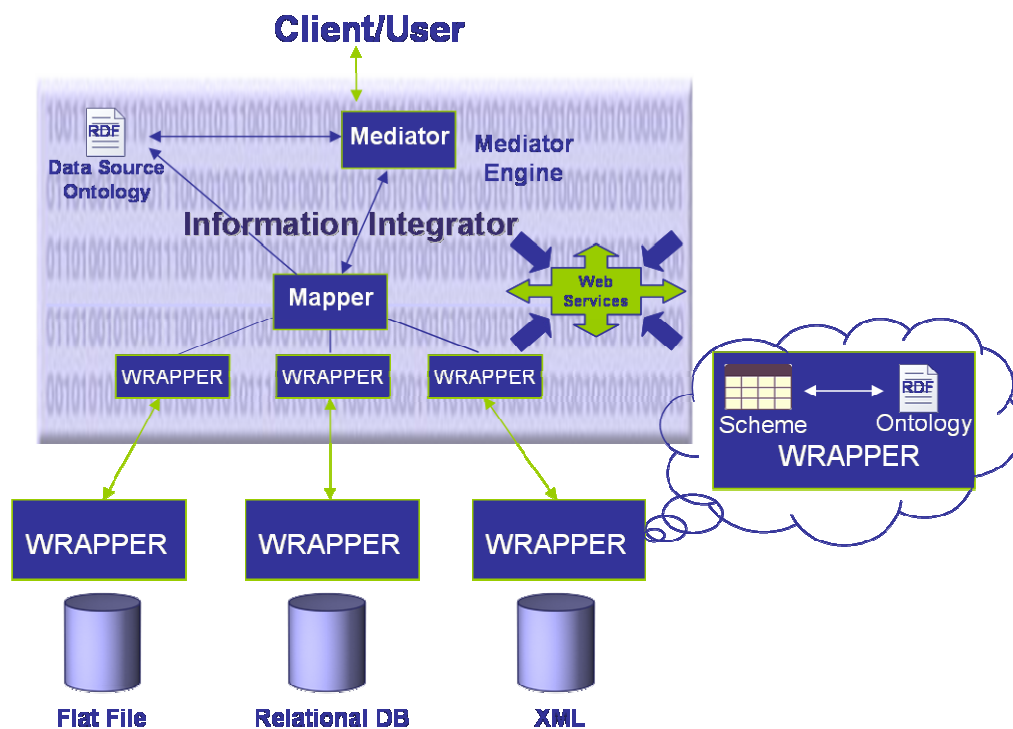 Client/User
RDF
Mediator
Mediator
Engine
Data Source
Ontology
Information Integrator
Mapper
Web
Services
WRAPPER
WRAPPER
WRAPPER
RDF
Scheme
Ontology
WRAPPER
WRAPPER
WRAPPER
WRAPPER
Flat File
Relational DB
XML